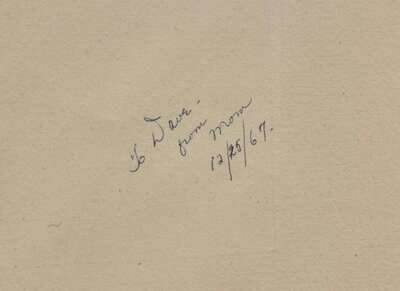 To Dave -
from Mom
12/25/67.